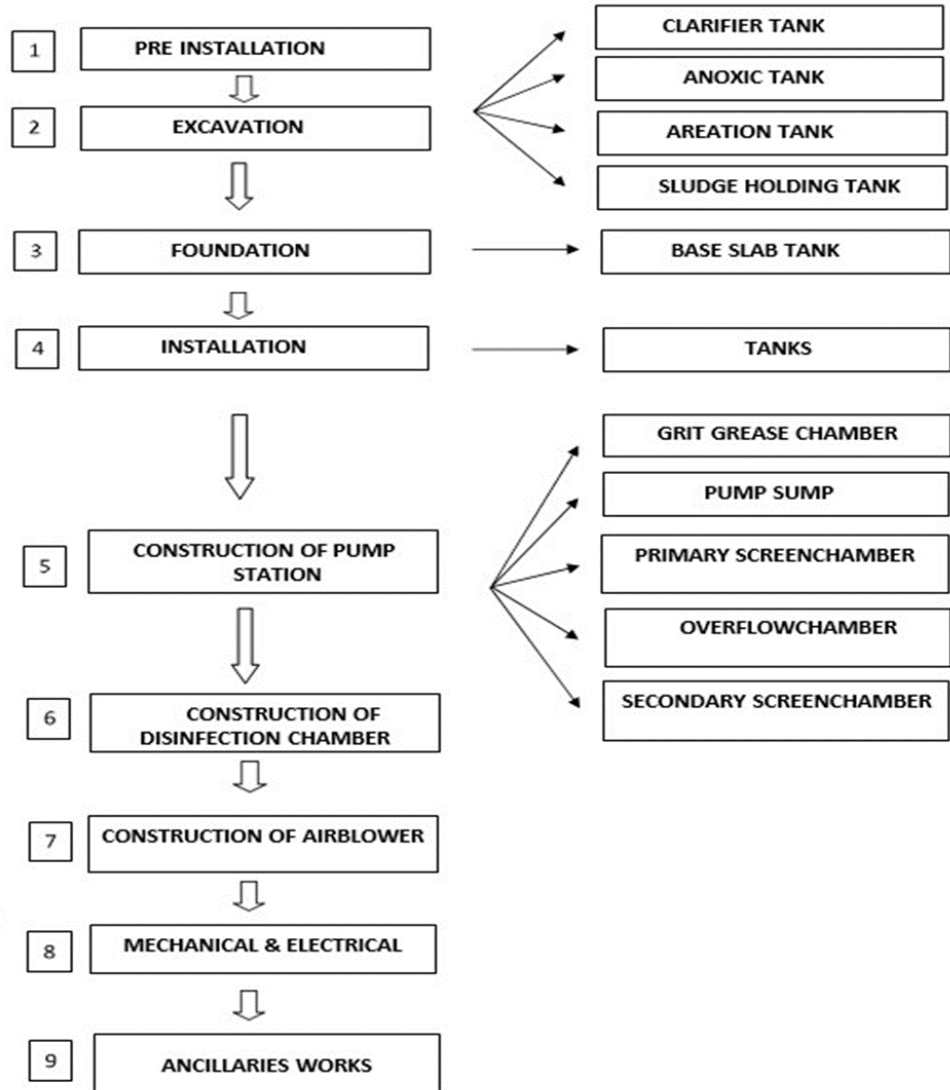 1
PRE INSTALLATION
2
EXCAVATION
CLARIFIER TANK
ANOXIC TANK
AREATION TANK
SLUDGE HOLDING TANK
3
FOUNDATION
BASE SLAB TANK
4
INSTALLATION
TANKS
5
CONSTRUCTION OF PUMP
STATION
GRIT GREASE CHAMBER
PUMP SUMP
PRIMARY SCREENCHAMBER
OVERFLOWCHAMBER
SECONDARY SCREENCHAMBER
6
CONSTRUCTION OF
DISINFECTION CHAMBER
7
CONSTRUCTION OF AIRBLOWER
8
MECHANICAL & ELECTRICAL
9
ANCILLARIES WORKS